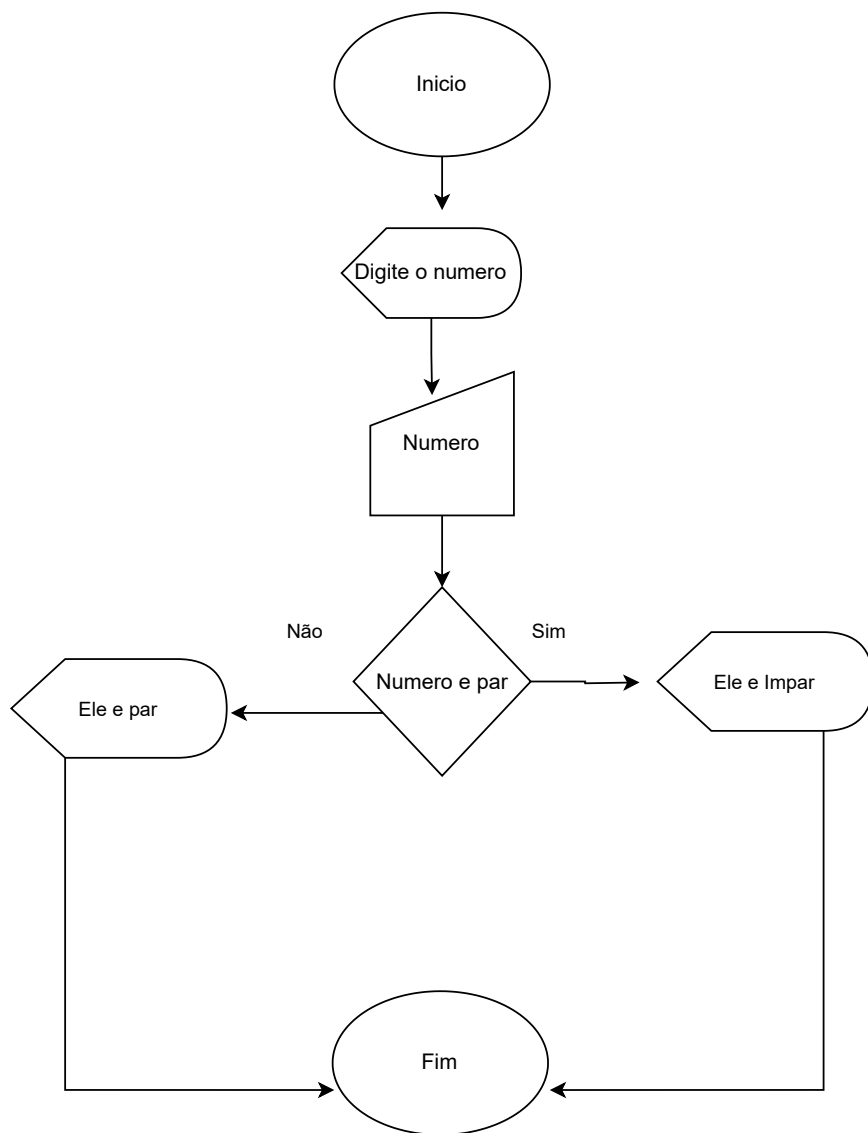 Inicio
Digite o numero
Numero
Não
Sim
Numero e par
Ele e Impar
Ele e par
Fim